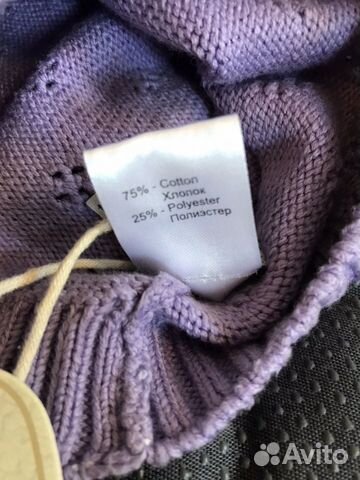 75% - Cotton
Хлопок
25% - Polyester
Полиэстер
Avito